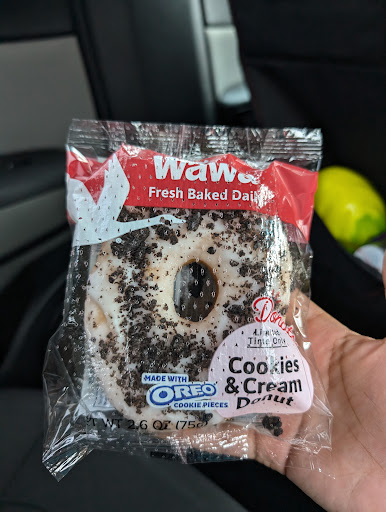 Wawa
Fresh Baked Daily
Donuts
Limited
Time Only
Cookies
& Cream
Donut
MADE WITH
OREO
COOKIE PIECES
NET WT 2.6 OZ (75g)